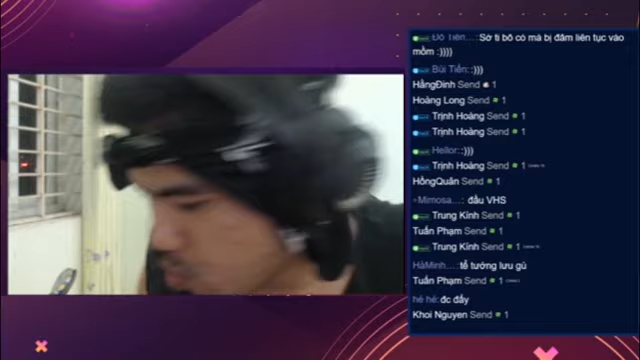 Đỗ Tiến...: Sờ ti bô có mà bị đấm liên tục vào
mồm :))))
Bùi Tiến: :)))
HằngĐinh Send 1
Hoàng Long Send 1
Trịnh Hoàng Send 1
Trịnh Hoàng Send 1
Hellor: :)))
Trịnh Hoàng Send 1
HồngQuân Send 1
Mimosa...: đầu VHS
Trung Kính Send 1
Tuấn Phạm Send 1
Trung Kính Send 1
HàMinh...: tể tướng lưu gù
Tuấn Phạm Send 1
hé hé: đc đấy
Khoi Nguyen Send 1